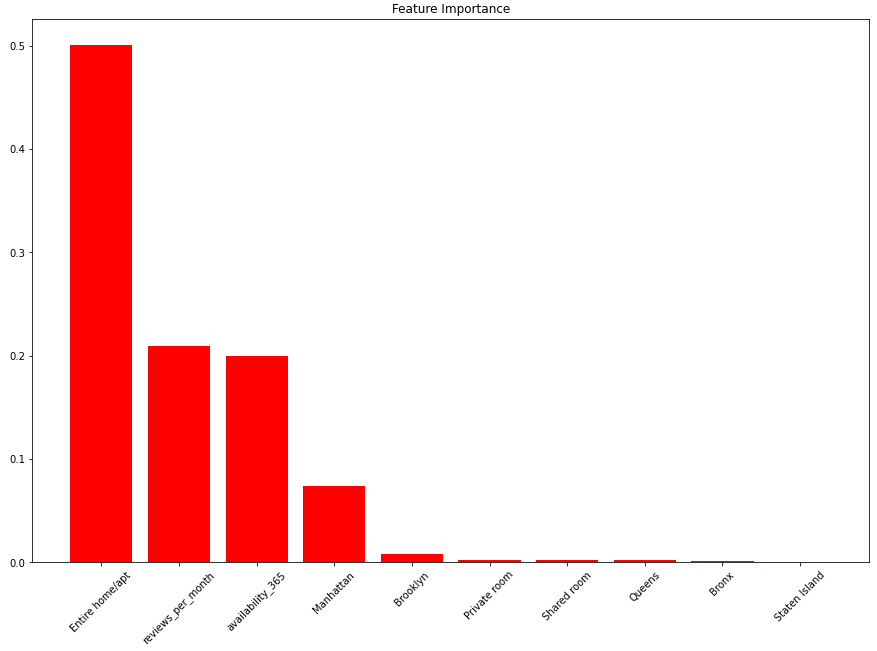 Feature Importance
0.5
0.4
0.3
0.2
0.1
0.0
Entire home/apt
reviews_per_month
availability_365
Manhattan
Brooklyn
Private room
Shared room
Queens
Bronx
Staten Island